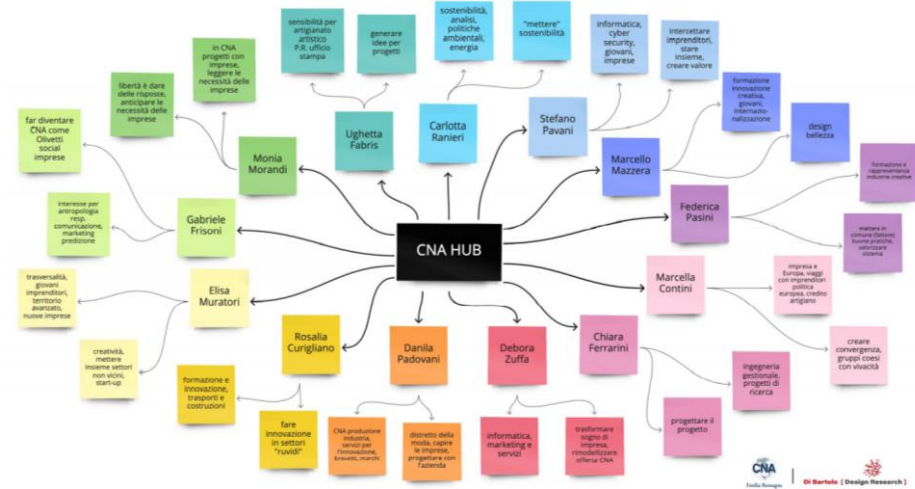 sensibilità per
artigianato
artistico
P.R. ufficio
stampa
generare
idee per
progetti
sostenibilità,
analisi,
politiche
ambientali,
energia
"mettere"
sostenibilità
informatica,
cyber
security,
giovani,
imprese
intercettare
imprenditori,
stare
insieme,
creare valore
in CNA
progetti con
imprese,
leggere le
necessità delle
imprese
libertà è dare
delle risposte,
anticipare le
necessità delle
imprese
far diventare
CNA come
Olivetti
social
imprese
formazione
innovazione
creativa,
giovani,
internazio-
nalizzazione
design
bellezza
Ughetta
Fabris
Carlotta
Ranieri
Stefano
Pavani
Monia
Morandi
Marcello
Mazzera
formazione e
rappresentanza
industrie creative
Federica
Pasini
interesse per
antropologia
resp.
comunicazione,
marketing
predizione
Gabriele
Frisoni
CNA HUB
mettere in
comune (fattore)
buone pratiche,
valorizzare
sistema
trasversalità,
giovani
imprenditori,
territorio
avanzato,
nuove imprese
Elisa
Muratori
Marcella
Contini
impresa e
Europa, viaggi
con imprenditori
politica
europea, credito
artigiano
Rosalia
Curigliano
Danila
Padovani
Debora
Zuffa
Chiara
Ferrarini
creatività,
mettere
insieme settori
non vicini,
start-up
creare
convergenza,
gruppi coesi
con vivacità
formazione e
innovazione,
trasporti e
costruzioni
ingegneria
gestionale,
progetti di
ricerca
fare
innovazione
in settori
"ruvidi"
CNA produzione
industria,
servizi per
l'innovazione,
brevetti, marchi
distretto della
moda, capire
le imprese,
progettare con
l'azienda
informatica,
marketing e
servizi
trasformare
sogno di
impresa,
rimodellizzare
offersa CNA
progettare il
progetto
CNA
Emilia Romagna
Di Bartolo [ Design Research ]